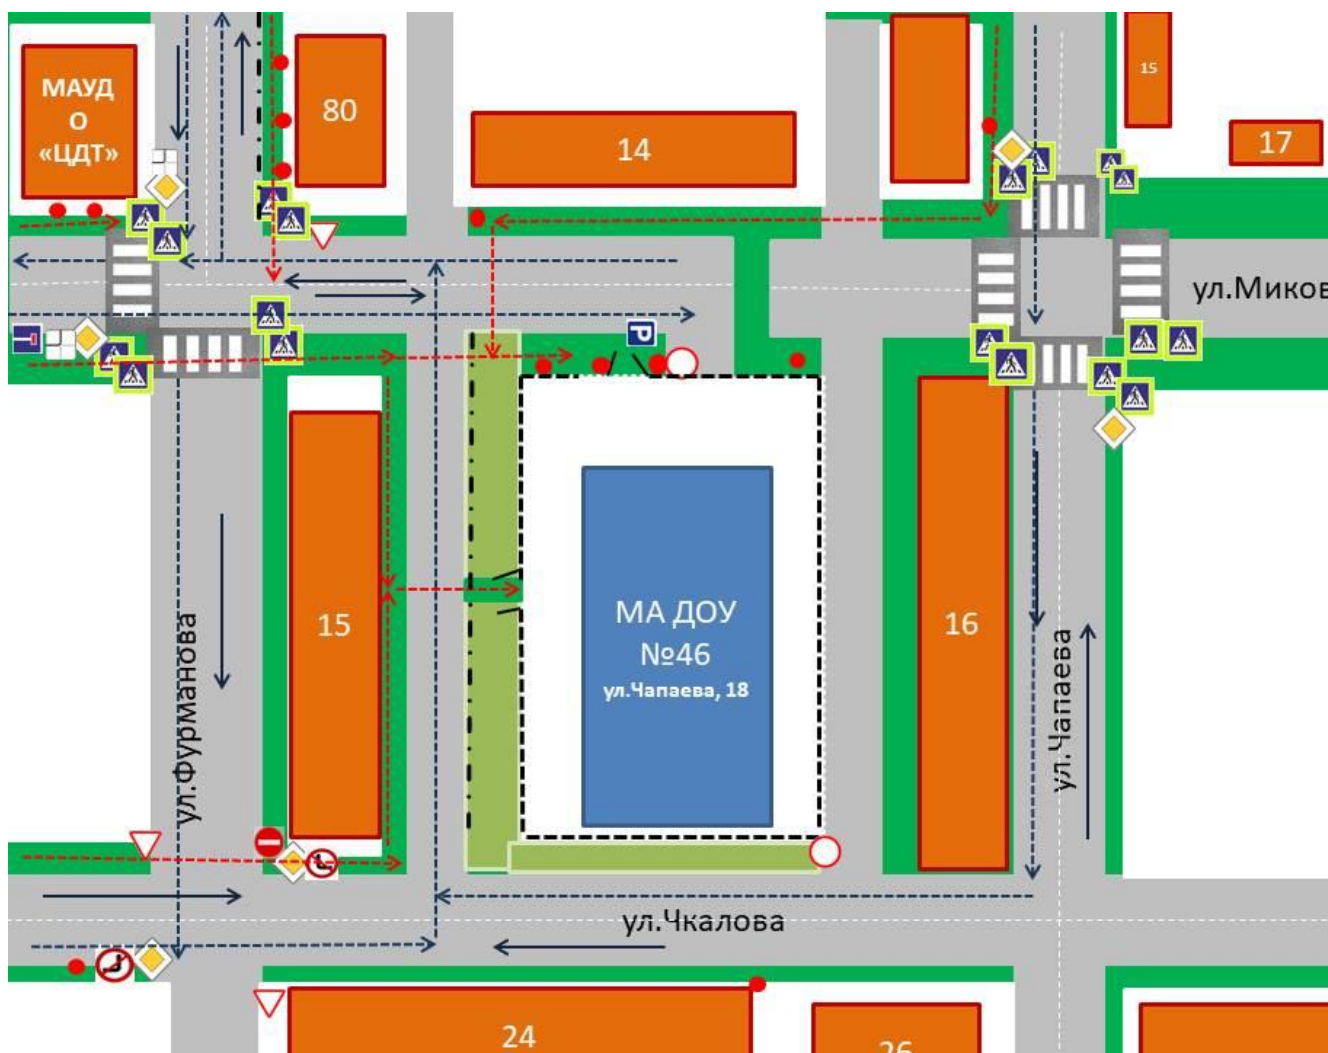 МАУД
О
«ЦДТ»
80
14
15
17
ул.Миков
P
15
МА ДОУ
№46
ул.Чапаева, 18
16
ул.Фурманова
ул.Чапаева
ул.Чкалова
24
26